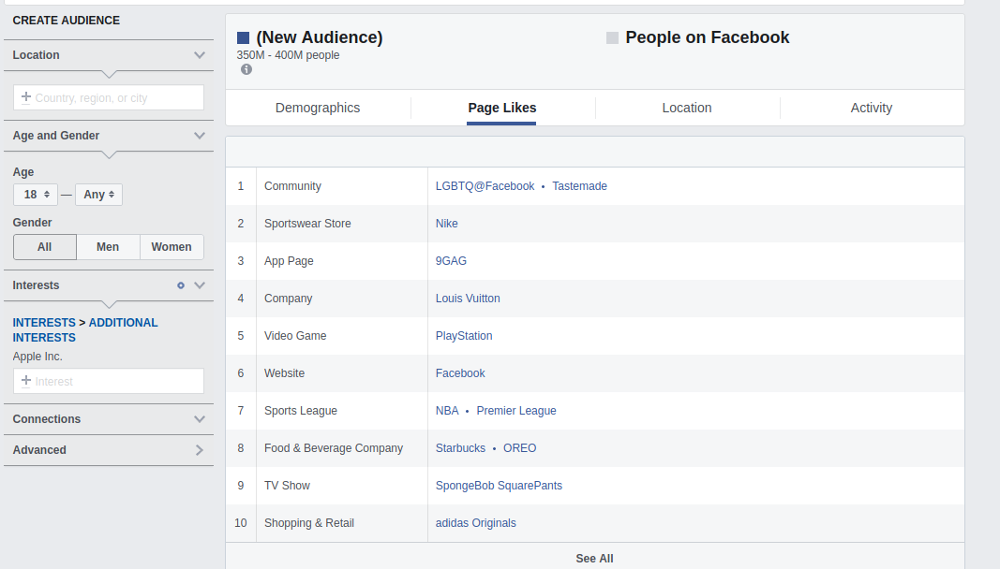 CREATE AUDIENCE
Location
Country, region, or city
Age and Gender
Age
18 — Any
Gender
All Men Women
Interests
INTERESTS > ADDITIONAL
INTERESTS
Apple Inc.
Interest
Connections
Advanced
(New Audience)
350M - 400M people
People on Facebook
Demographics Page Likes Location Activity
1 Community LGBTQ@Facebook • Tastemade
2 Sportswear Store Nike
3 App Page 9GAG
4 Company Louis Vuitton
5 Video Game PlayStation
6 Website Facebook
7 Sports League NBA • Premier League
8 Food & Beverage Company Starbucks • OREO
9 TV Show SpongeBob SquarePants
10 Shopping & Retail adidas Originals
See All